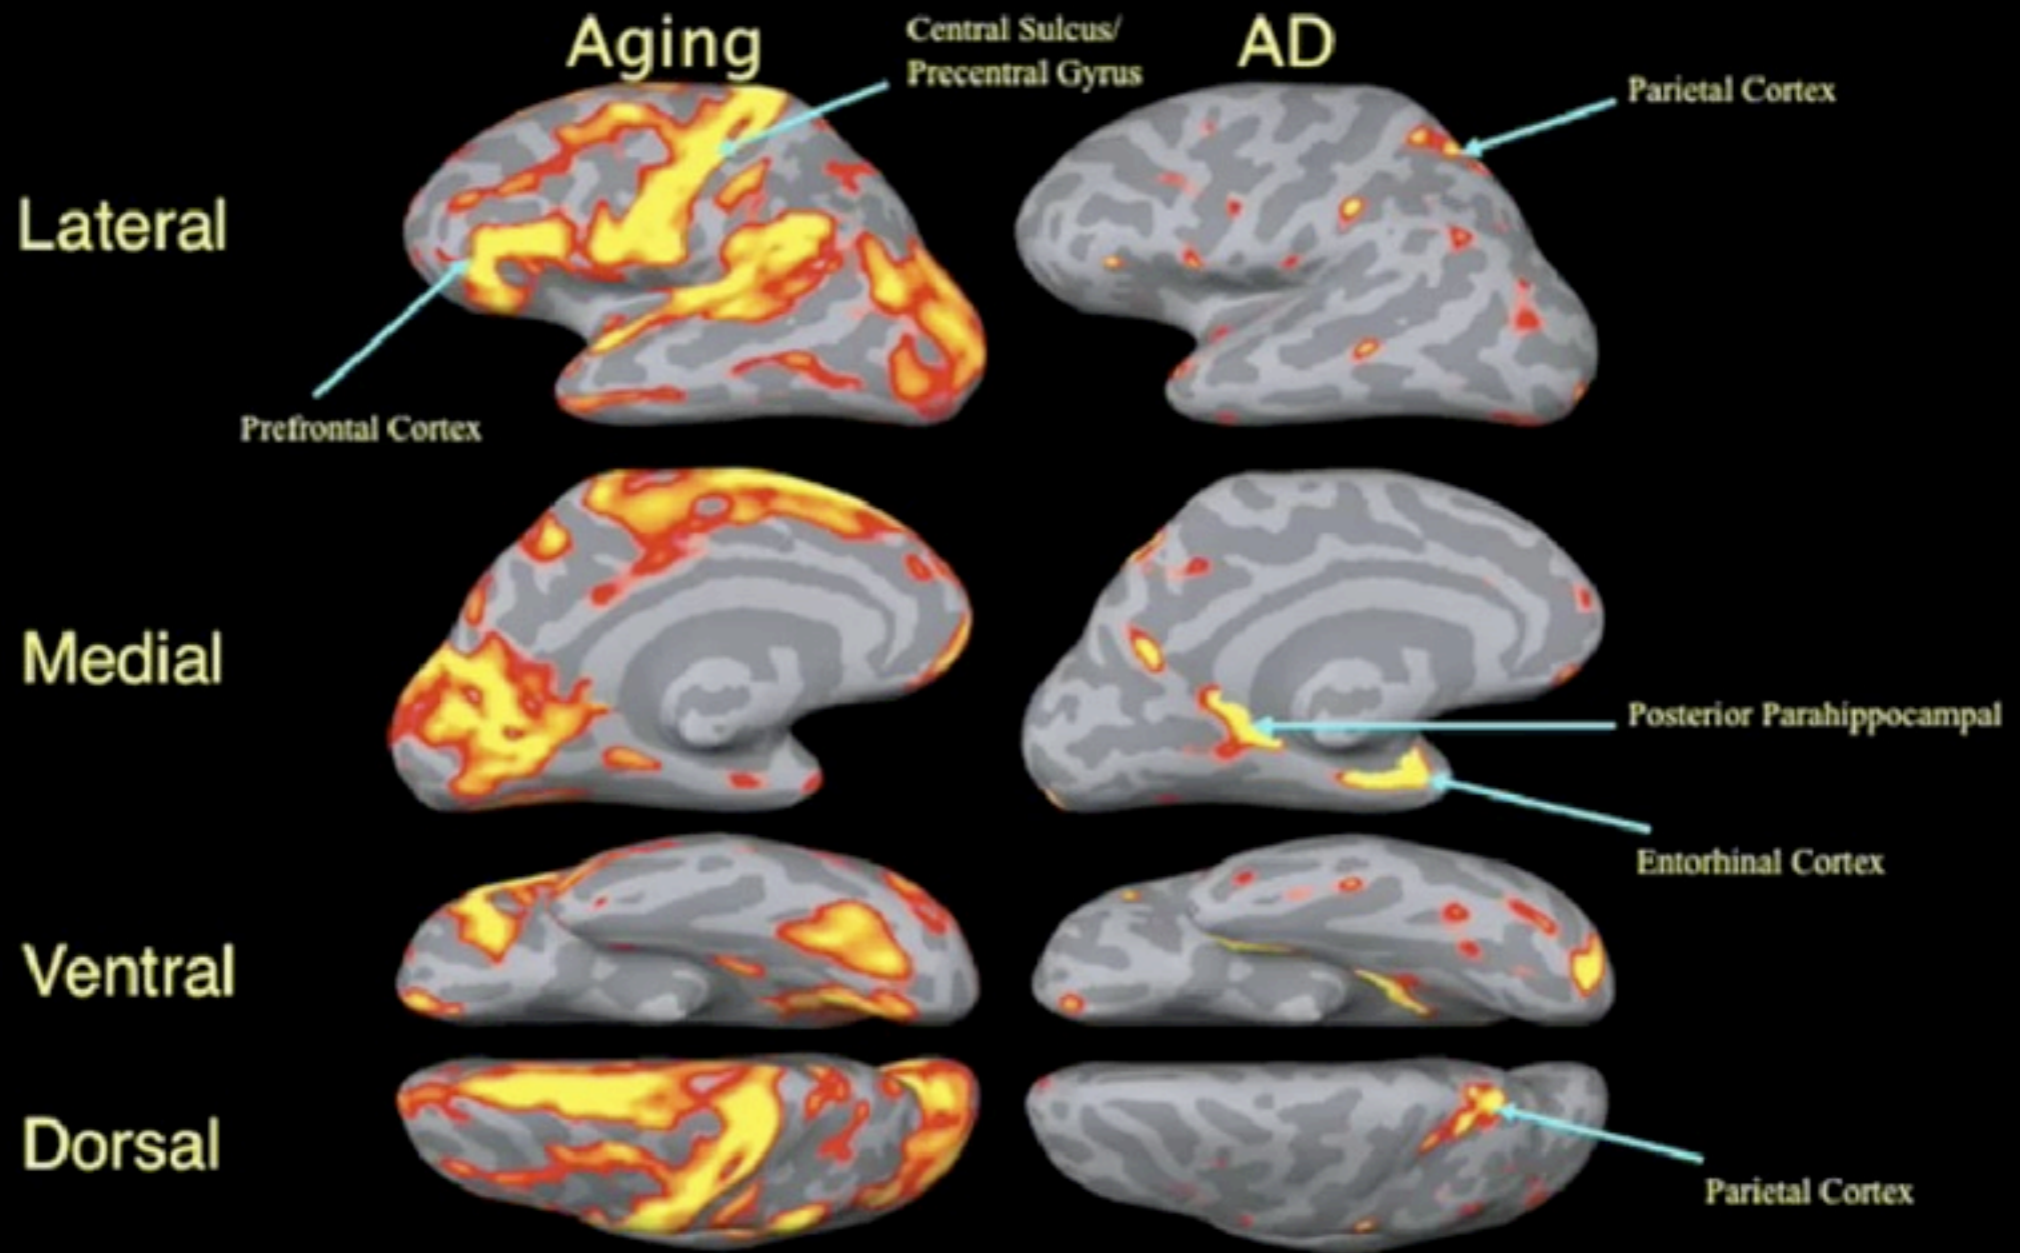 Aging
Central Sulcus/
Precentral Gyrus
AD
Parietal Cortex
Lateral
Prefrontal Cortex
Medial
Posterior Parahippocampal
Entorhinal Cortex
Ventral
Dorsal
Parietal Cortex